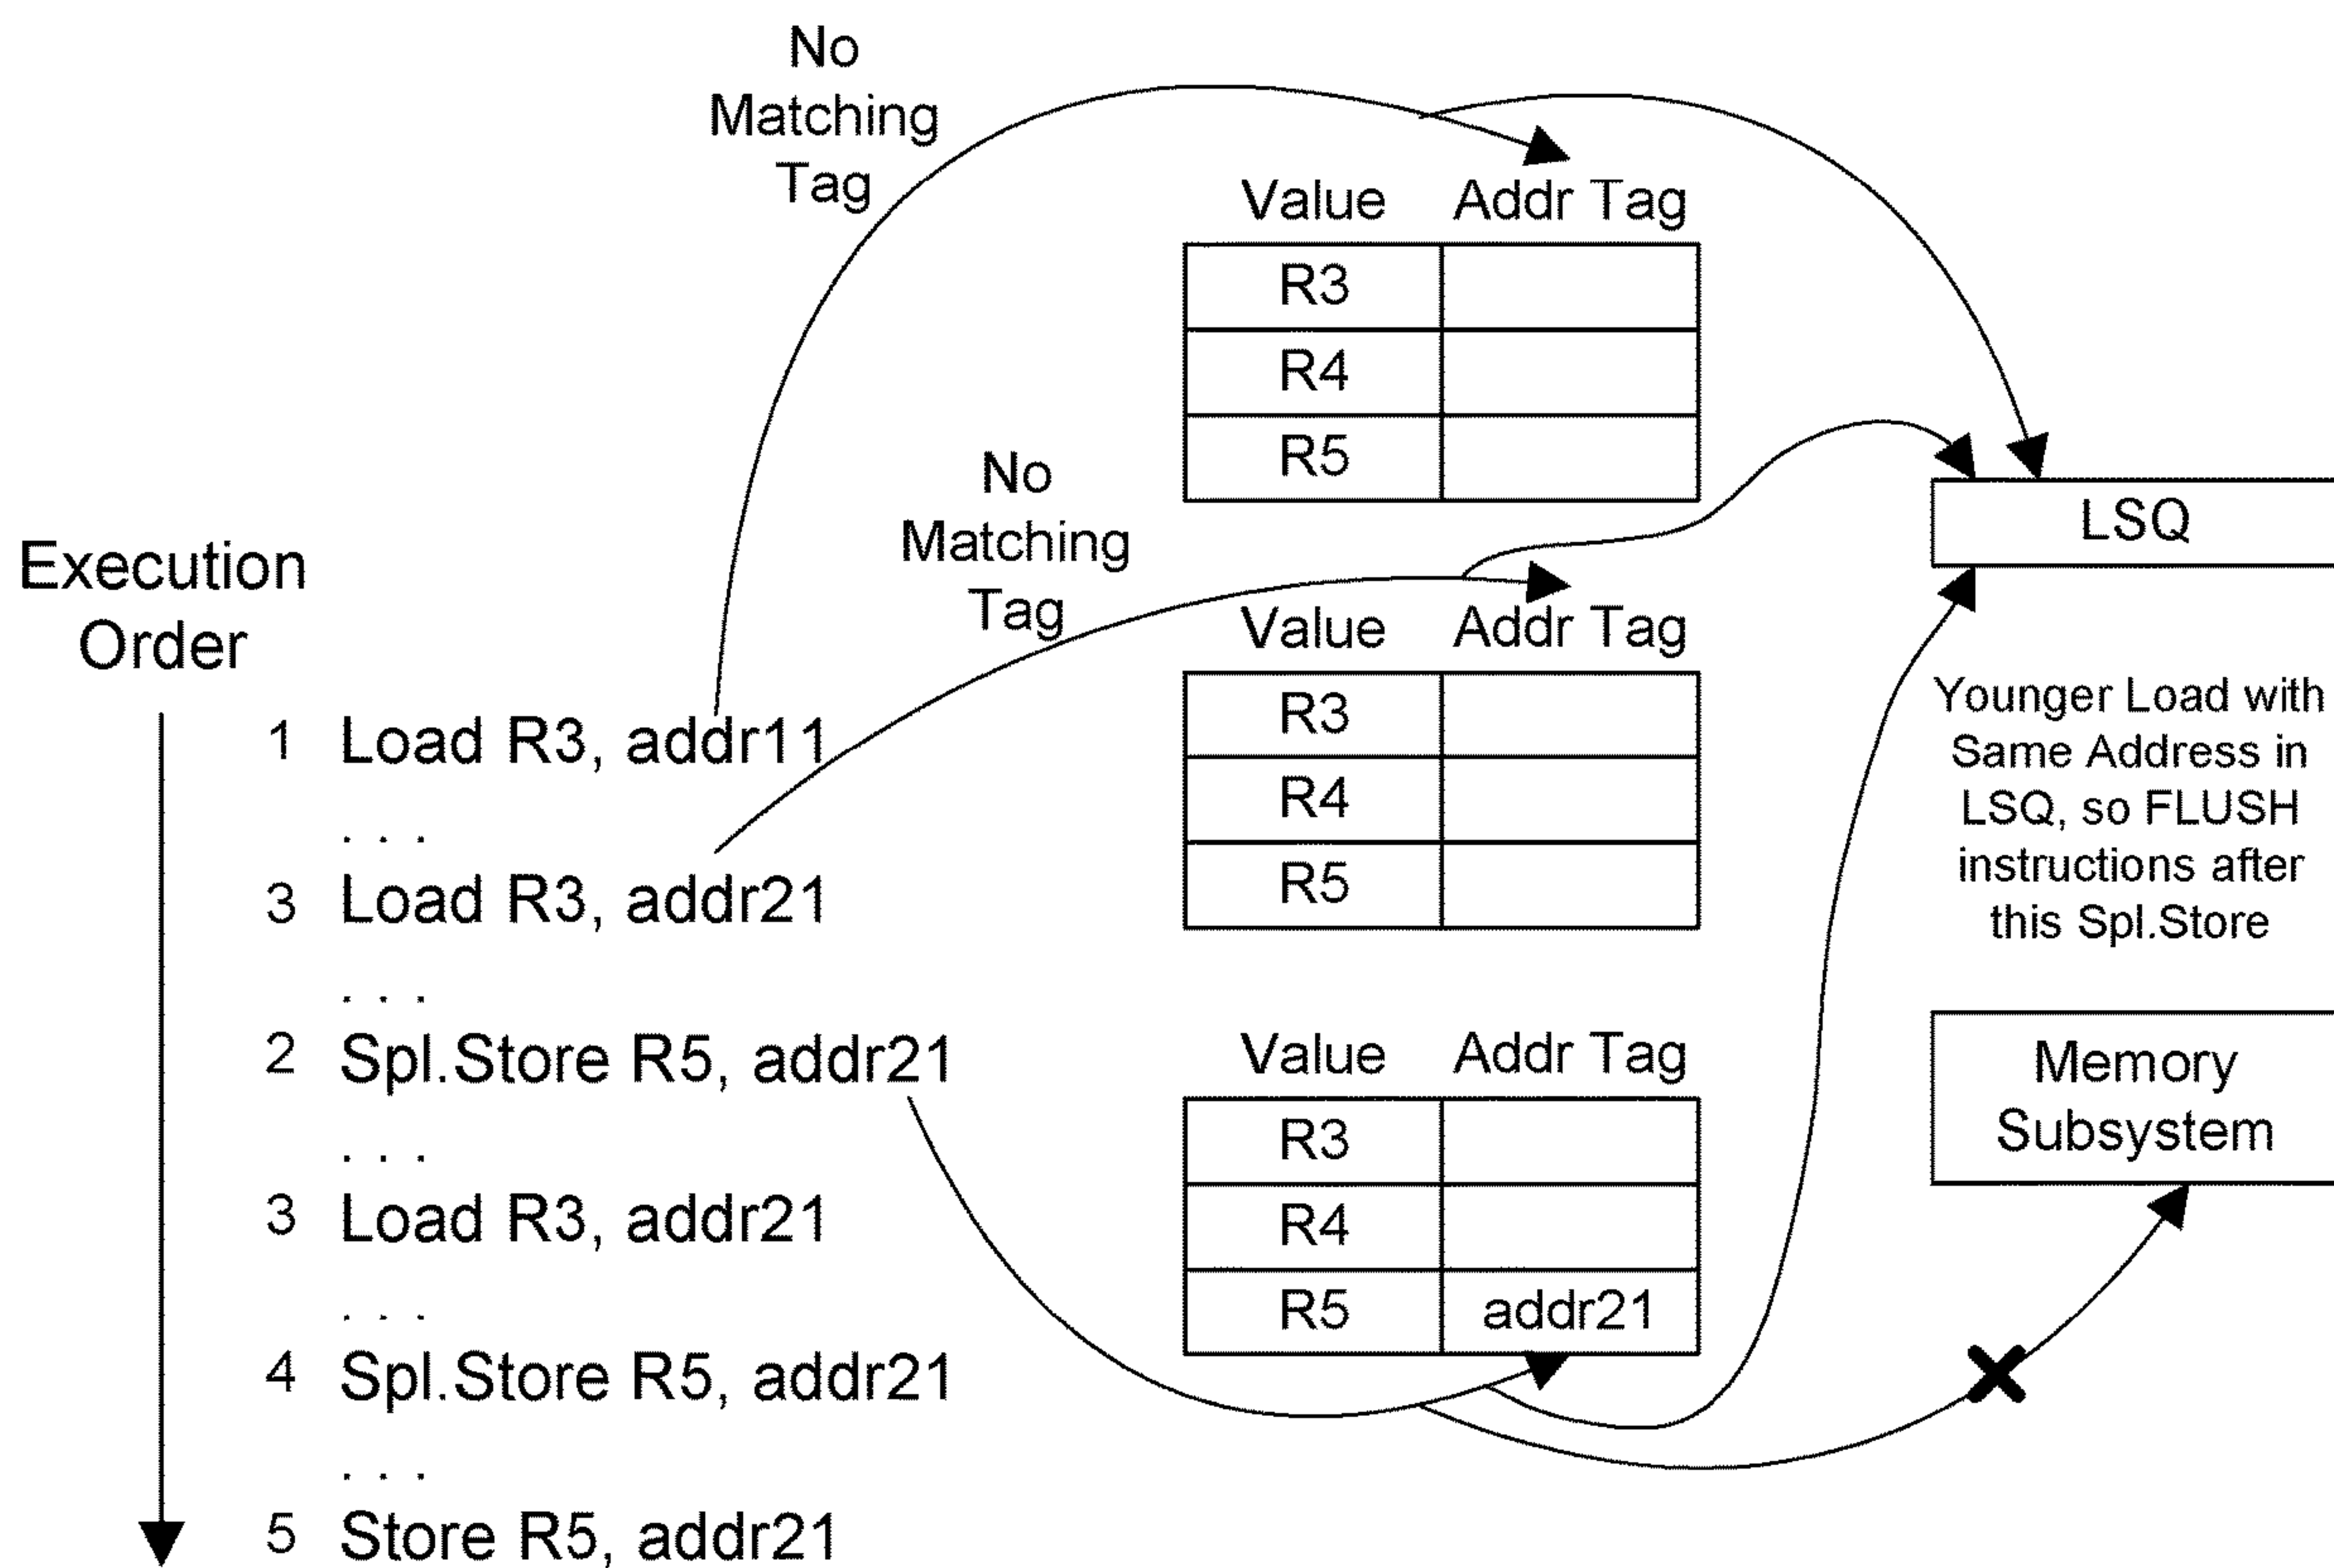 No
Matching
Tag
Value Addr Tag
R3
R4
R5
No
Matching
Tag
LSQ
Execution
Order
Value Addr Tag
R3
R4
R5
Younger Load with
Same Address in
LSQ, so FLUSH
instructions after
this Spl.Store
1 Load R3, addr11
. . .
3 Load R3, addr21
. . .
2 Spl.Store R5, addr21
. . .
3 Load R3, addr21
. . .
4 Spl.Store R5, addr21
. . .
5 Store R5, addr21
Value Addr Tag
R3
R4
R5 addr21
Memory
Subsystem